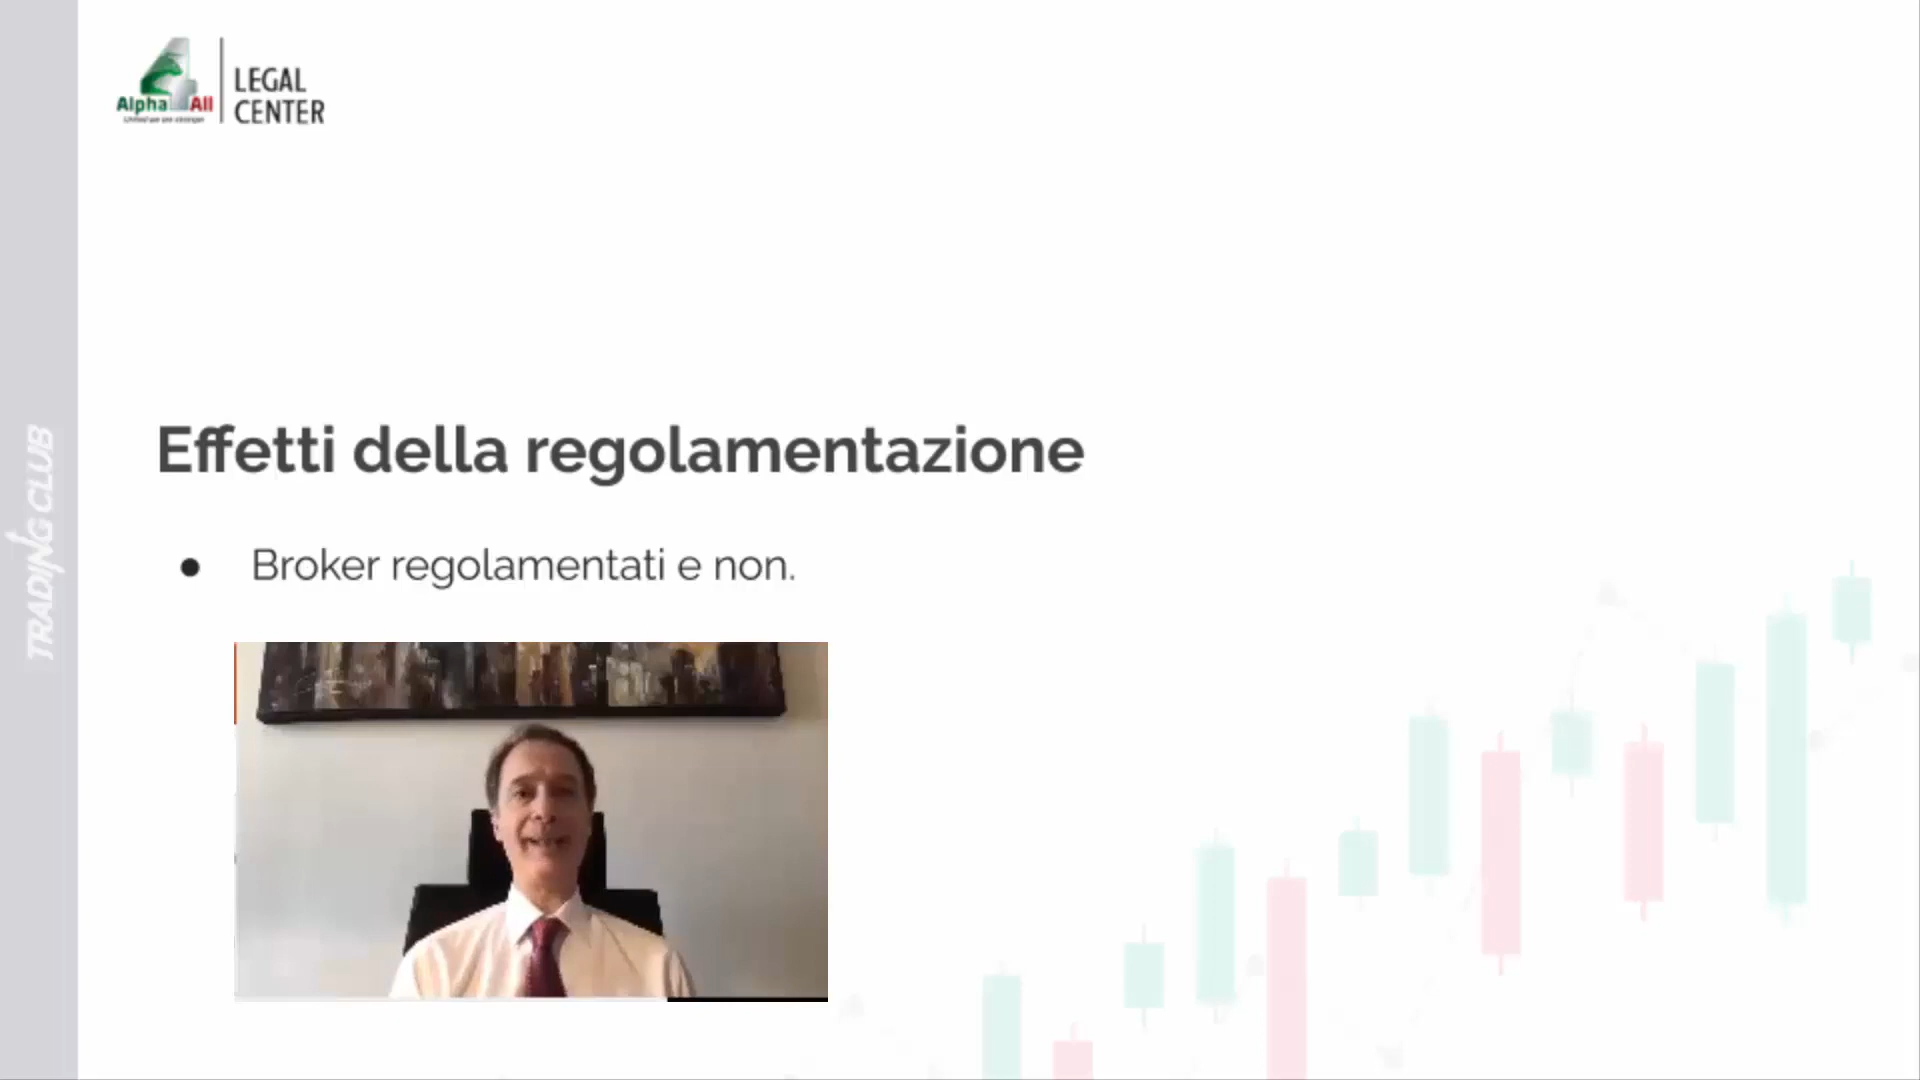 Alpha All
LEGAL
CENTER
TRADING CLUB
Effetti della regolamentazione
● Broker regolamentati e non.